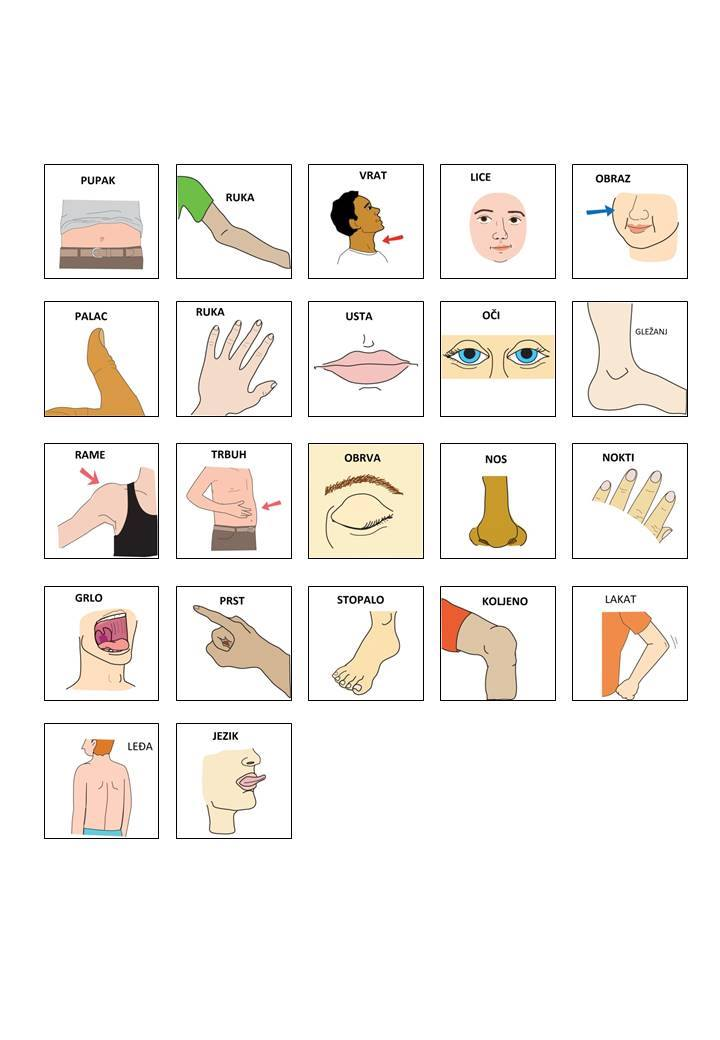 PUPAK
RUKA
VRAT
LICE
OBRAZ
PALAC
RUKA
USTA
OČI
GLEŽANJ
RAME
TRBUH
OBRVA
NOS
NOKTI
GRLO
PRST
STOPALO
KOLJENO
LAKAT
LEĐA
JEZIK